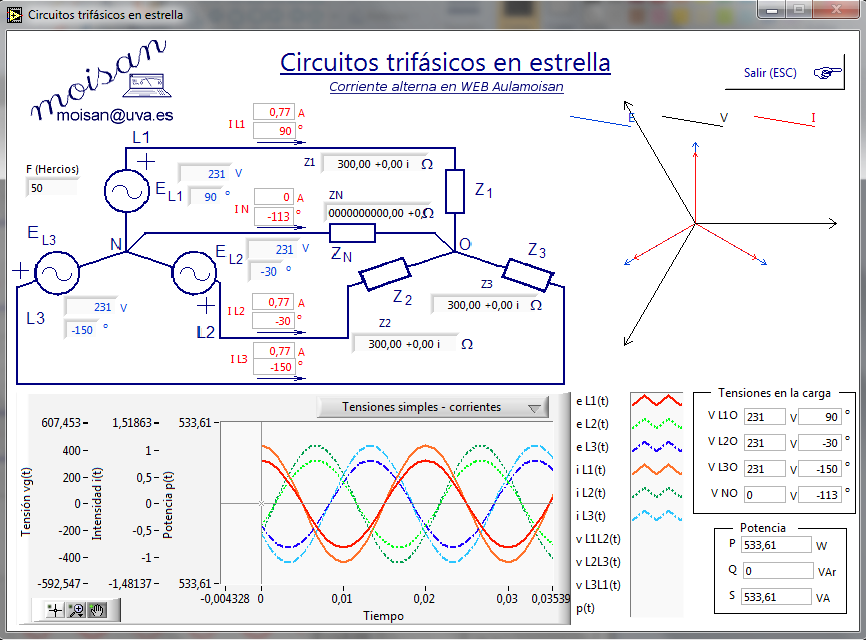 Circuitos trifásicos en estrella
moisan
moisan@uva.es
Circuitos trifásicos en estrella
Corriente alterna en WEB Aulamoisan
Salir (ESC)
E V I
F (Hercios)
50
L1
+
E L1
231 V
90 °
I L1
0,77 A
90 °
Z1
300,00 +0,00 i Ω
Z1
I N
0 A
-113 °
ZN
0000000000,00 +0, Ω
ZN
N
O
E L3
+
231 V
-150 °
L3
E L2
231 V
-30 °
+
L2
I L2
0,77 A
-30 °
Z2
Z2
300,00 +0,00 i Ω
Z3
Z3
300,00 +0,00 i Ω
I L3
0,77 A
-150 °
Tensiones simples - corrientes
Tensión vg(t)
607,453
400
200
0
-200
-400
-592,547
Intensidad i(t)
1,51863
1
0,5
0
-0,5
-1
-1,48137
Potencia p(t)
533,61
533,61
-0,004328 0 0,01 0,02 0,03 0,03539
Tiempo
e L1(t)
e L2(t)
e L3(t)
i L1(t)
i L2(t)
i L3(t)
v L1L2(t)
v L2L3(t)
v L3L1(t)
p(t)
Tensiones en la carga
V L1O 231 V 90 °
V L2O 231 V -30 °
V L3O 231 V -150 °
V NO 0 V -113 °
Potencia
P 533,61 W
Q 0 VAr
S 533,61 VA